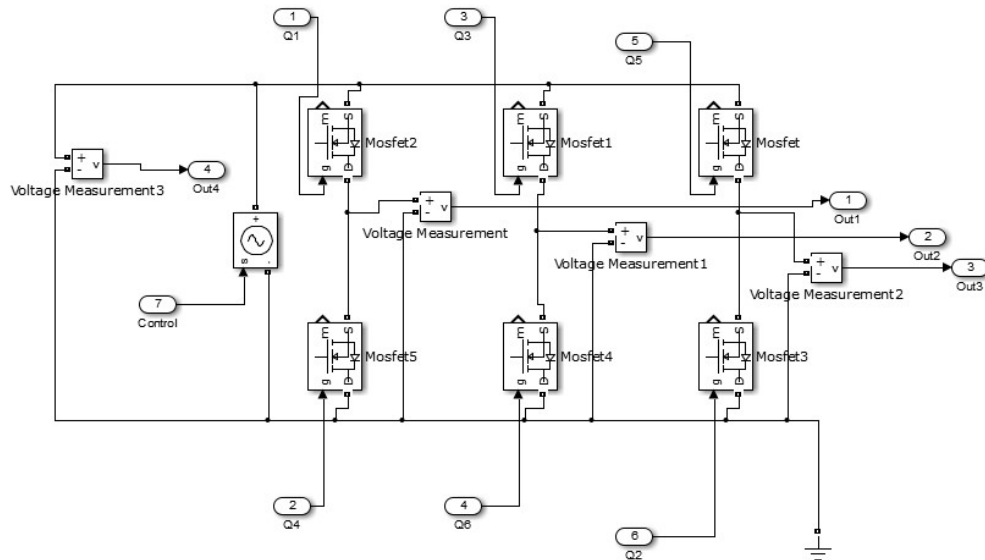 1
Q1
3
Q3
5
Q5
m
S
g
D
Mosfet2
m
S
g
D
Mosfet1
m
S
g
D
Mosfet
+
-
v
Voltage Measurement3
4
Out4
+
-
v
Voltage Measurement
1
Out1
+
-
v
Voltage Measurement1
2
Out2
+
-
v
Voltage Measurement2
3
Out3
+
s
-
7
Control
m
S
g
D
Mosfet5
m
S
g
D
Mosfet4
m
S
g
D
Mosfet3
2
Q4
4
Q6
6
Q2